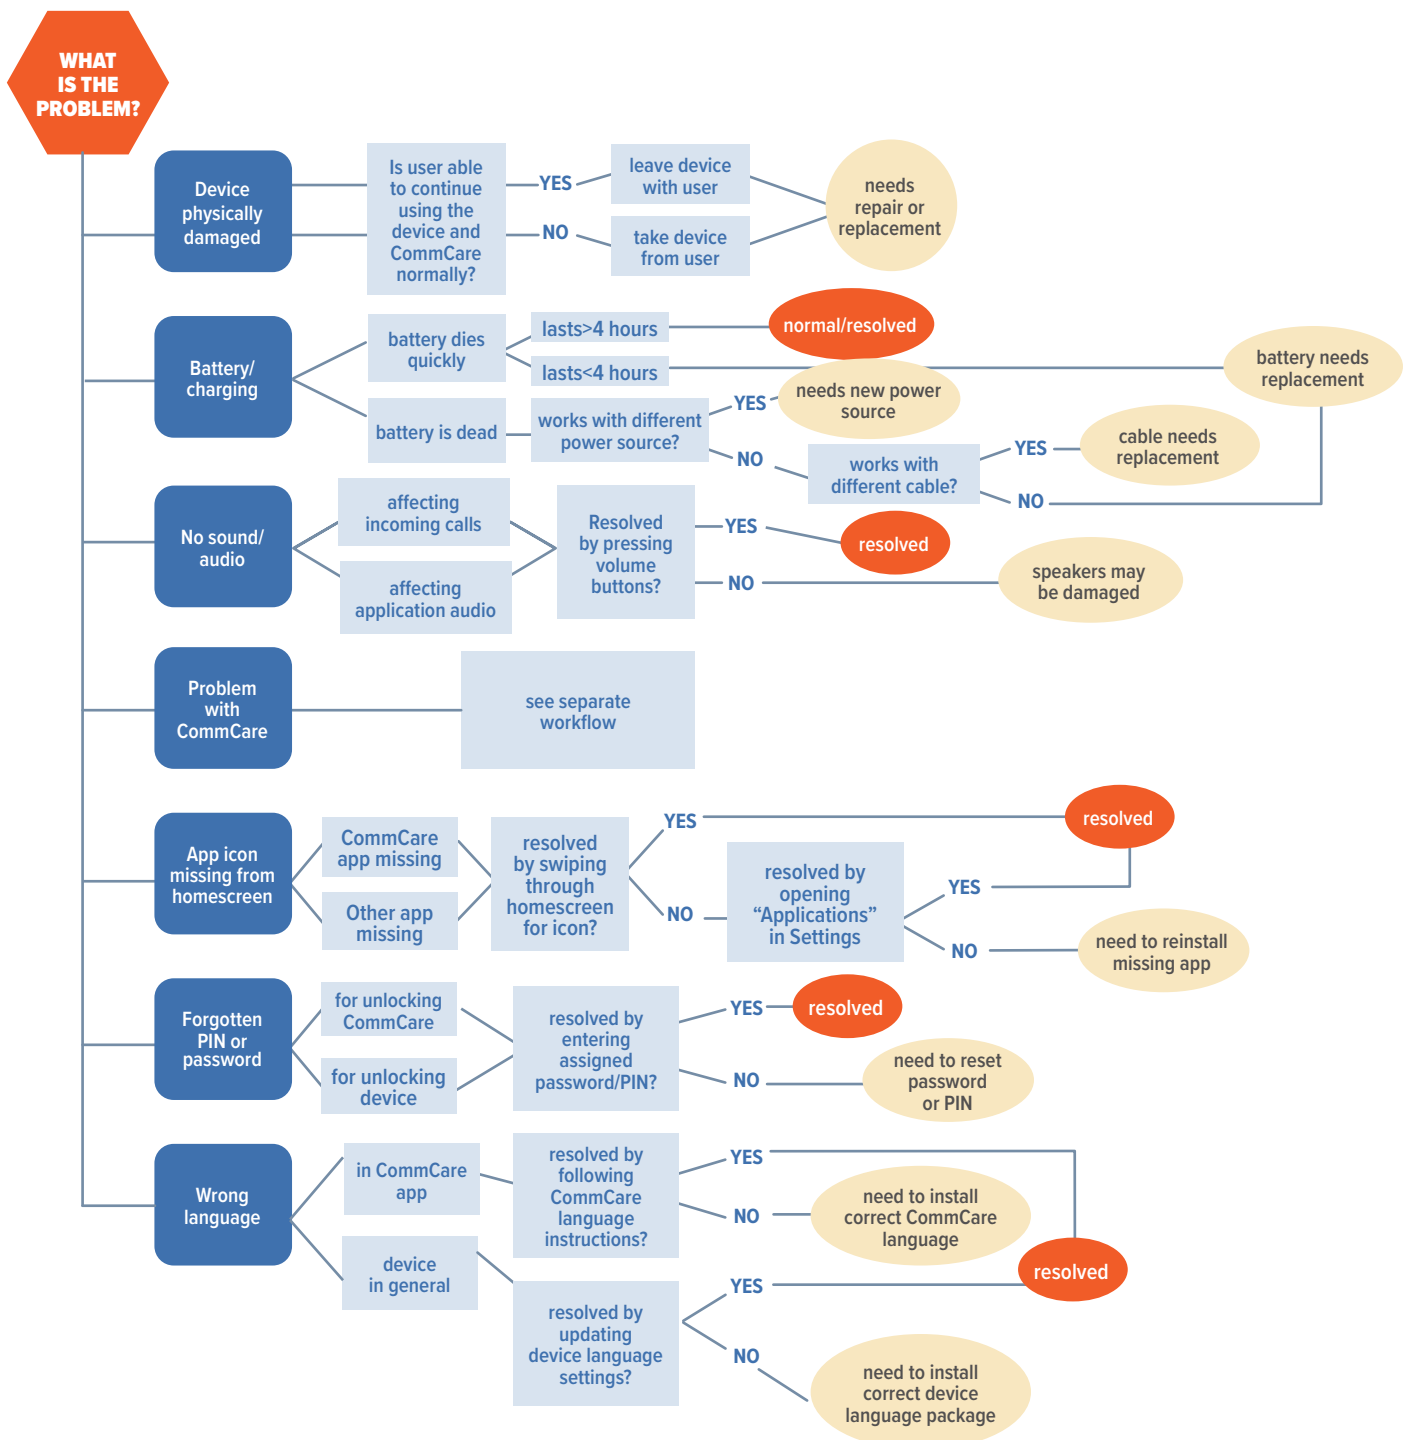 WHAT
IS THE
PROBLEM?
Device
physically
damaged
Is user able
to continue
using the
device and
CommCare
normally?
YES
leave device
with user
NO
take device
from user
needs
repair or
replacement
Battery/
charging
battery dies
quickly
lasts>4 hours
normal/resolved
lasts<4 hours
battery needs
replacement
battery is dead
works with different
power source?
YES
needs new power
source
NO
works with
different cable?
YES
cable needs
replacement
NO
No sound/
audio
affecting
incoming calls
affecting
application audio
Resolved
by pressing
volume
buttons?
YES
resolved
NO
speakers may
be damaged
Problem
with
CommCare
see separate
workflow
App icon
missing from
homescreen
CommCare
app missing
Other app
missing
resolved
by swiping
through
homescreen
for icon?
YES
resolved
NO
resolved by
opening
“Applications”
in Settings
YES
NO
need to reinstall
missing app
Forgotten
PIN or
password
for unlocking
CommCare
for unlocking
device
resolved by
entering
assigned
password/PIN?
YES
resolved
NO
need to reset
password
or PIN
Wrong
language
in CommCare
app
resolved by
following
CommCare
language
instructions?
YES
NO
need to install
correct CommCare
language
resolved
device
in general
resolved by
updating
device language
settings?
YES
NO
need to install
correct device
language package